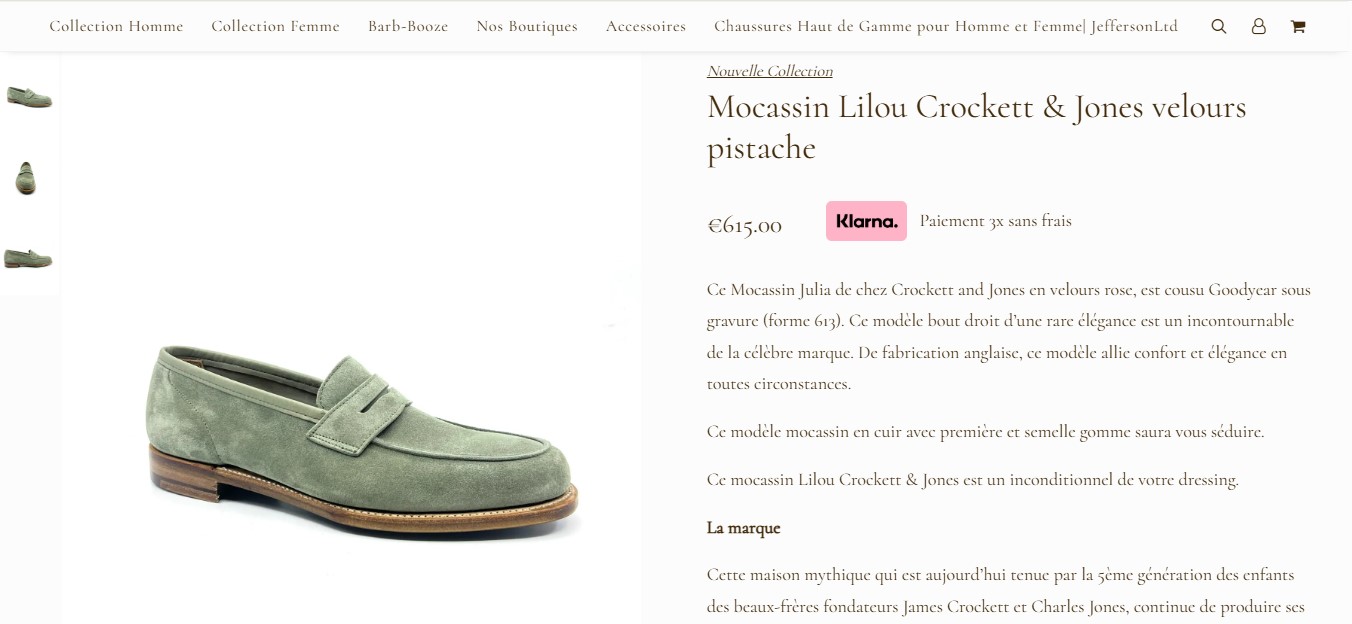 Collection Homme Collection Femme Barb-Booze Nos Boutiques Accessoires Chaussures Haut de Gamme pour Homme et Femme| JeffersonLtd
Nouvelle Collection
Mocassin Lilou Crockett & Jones velours
pistache
€615.00 Klarna. Paiement 3x sans frais
Ce Mocassin Julia de chez Crockett and Jones en velours rose, est cousu Goodyear sous
gravure (forme 613). Ce modèle bout droit d’une rare élégance est un incontournable
de la célèbre marque. De fabrication anglaise, ce modèle allie confort et élégance en
toutes circonstances.
Ce modèle mocassin en cuir avec première et semelle gomme saura vous séduire.
Ce mocassin Lilou Crockett & Jones est un inconditionnel de votre dressing.
La marque
Cette maison mythique qui est aujourd’hui tenue par la 5ème génération des enfants
des beaux-frères fondateurs James Crockett et Charles Jones, continue de produire ses